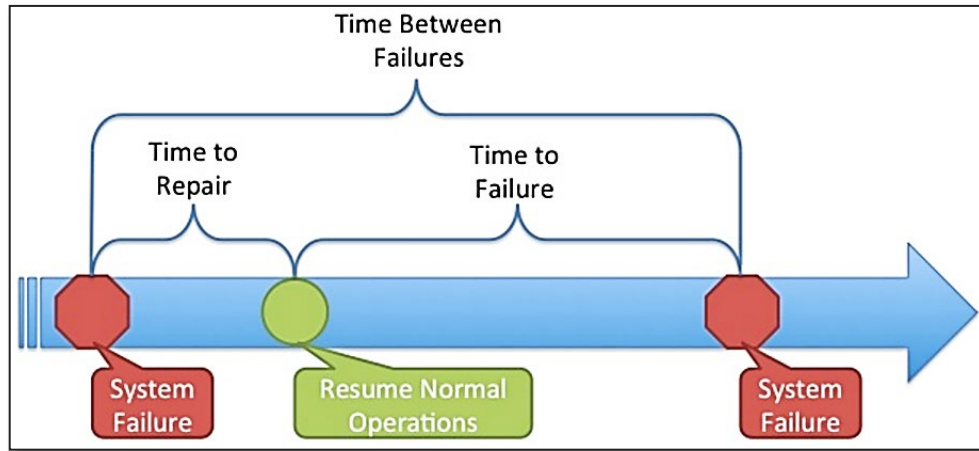 Time Between
Failures
Time to
Repair
Time to
Failure
System
Failure
Resume Normal
Operations
System
Failure